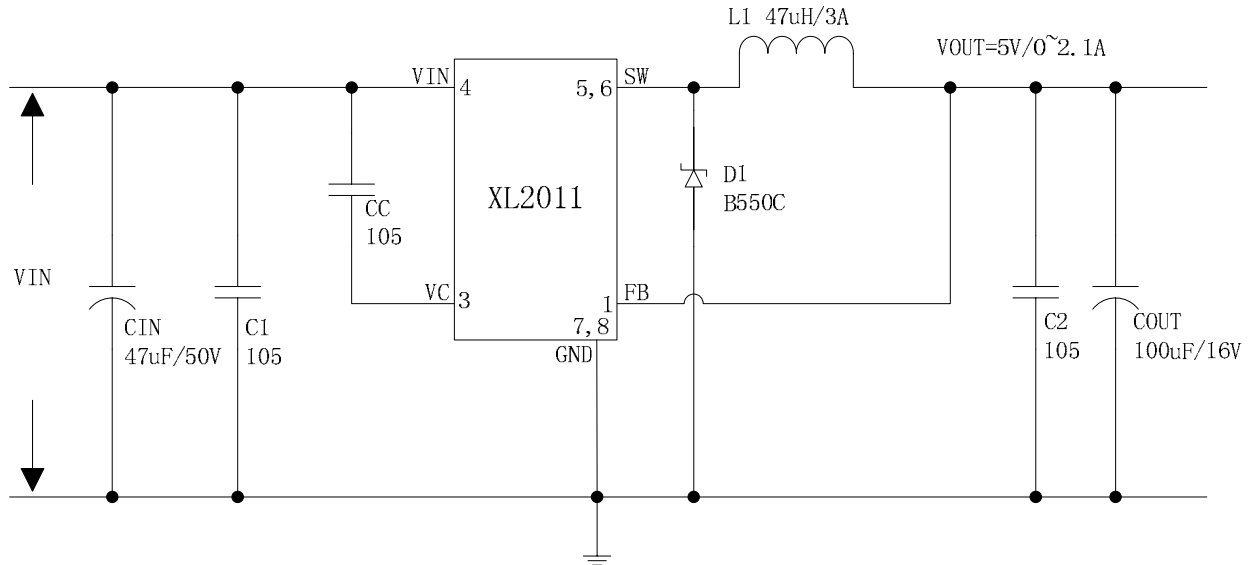 L1 47uH/3A
VOUT=5V/0~2.1A
VIN
4
5,6
SW
XL2011
D1
B550C
CC
105
VIN
VC
3
1
FB
7,8
GND
CIN
47uF/50V
C1
105
C2
105
COUT
100uF/16V